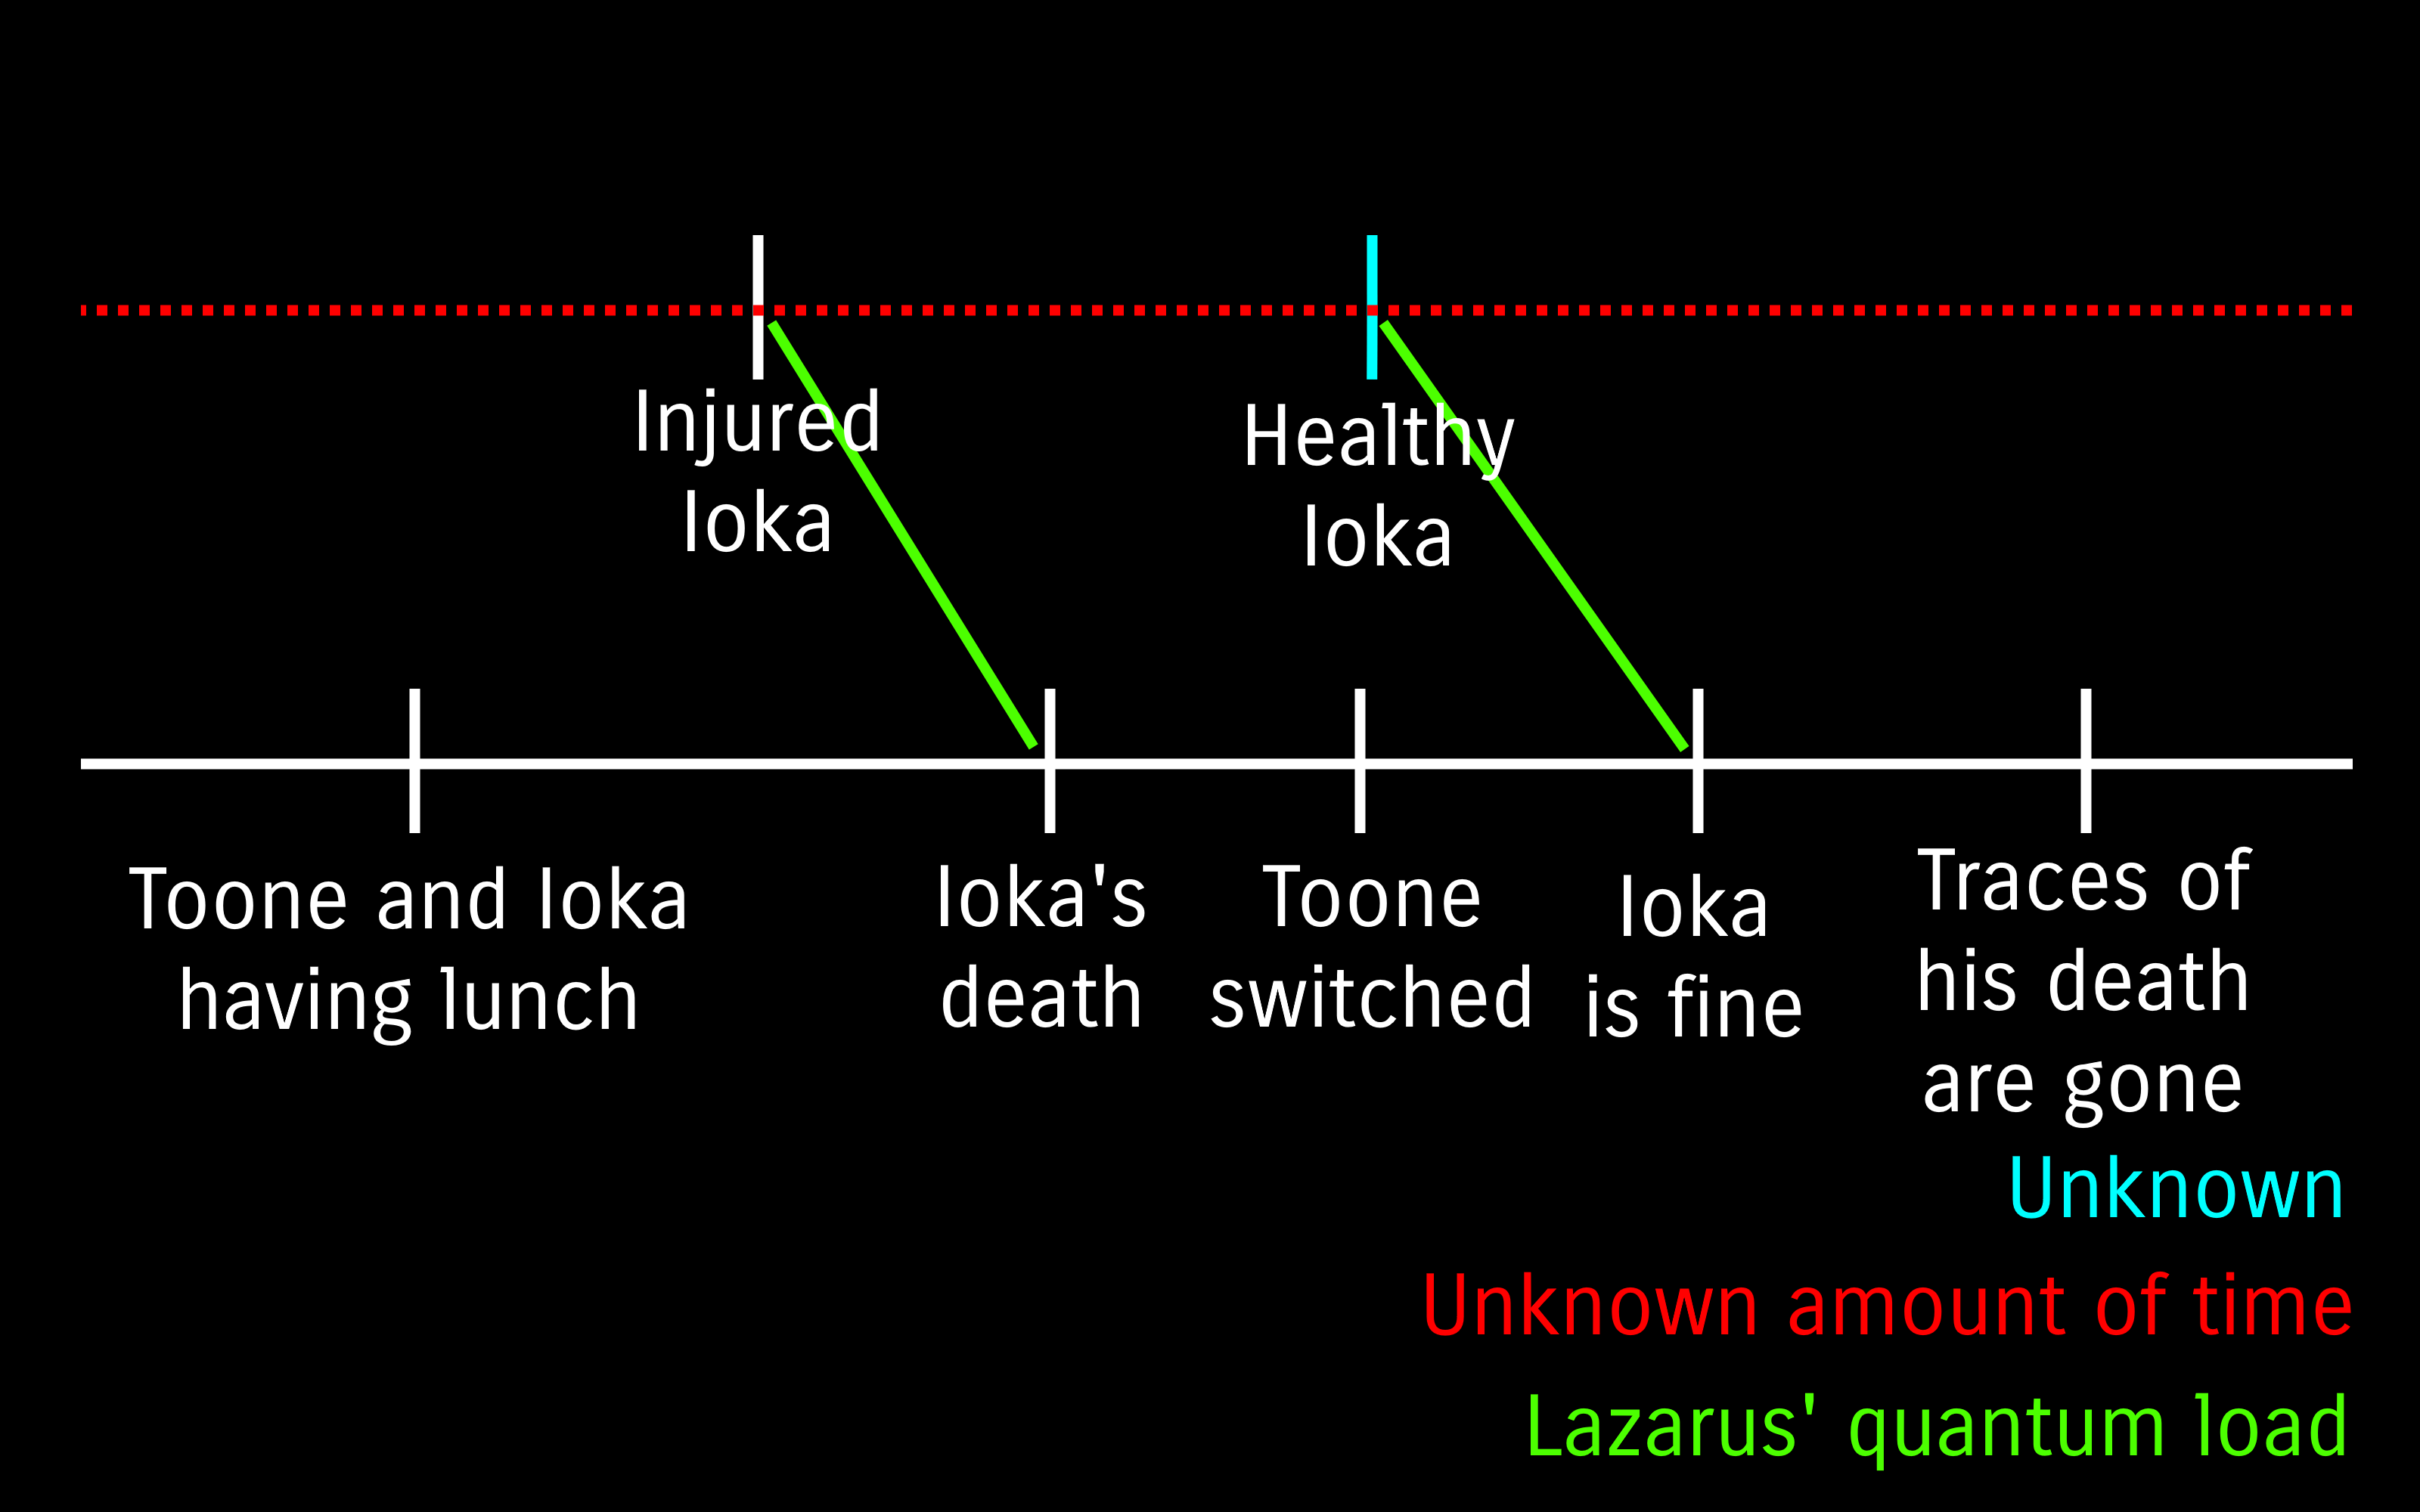 Injured
Ioka
Healthy
Ioka
Toone and Ioka
having lunch
Ioka's
death
Toone
switched
Ioka
is fine
Traces of
his death
are gone
Unknown
Unknown amount of time
Lazarus' quantum load